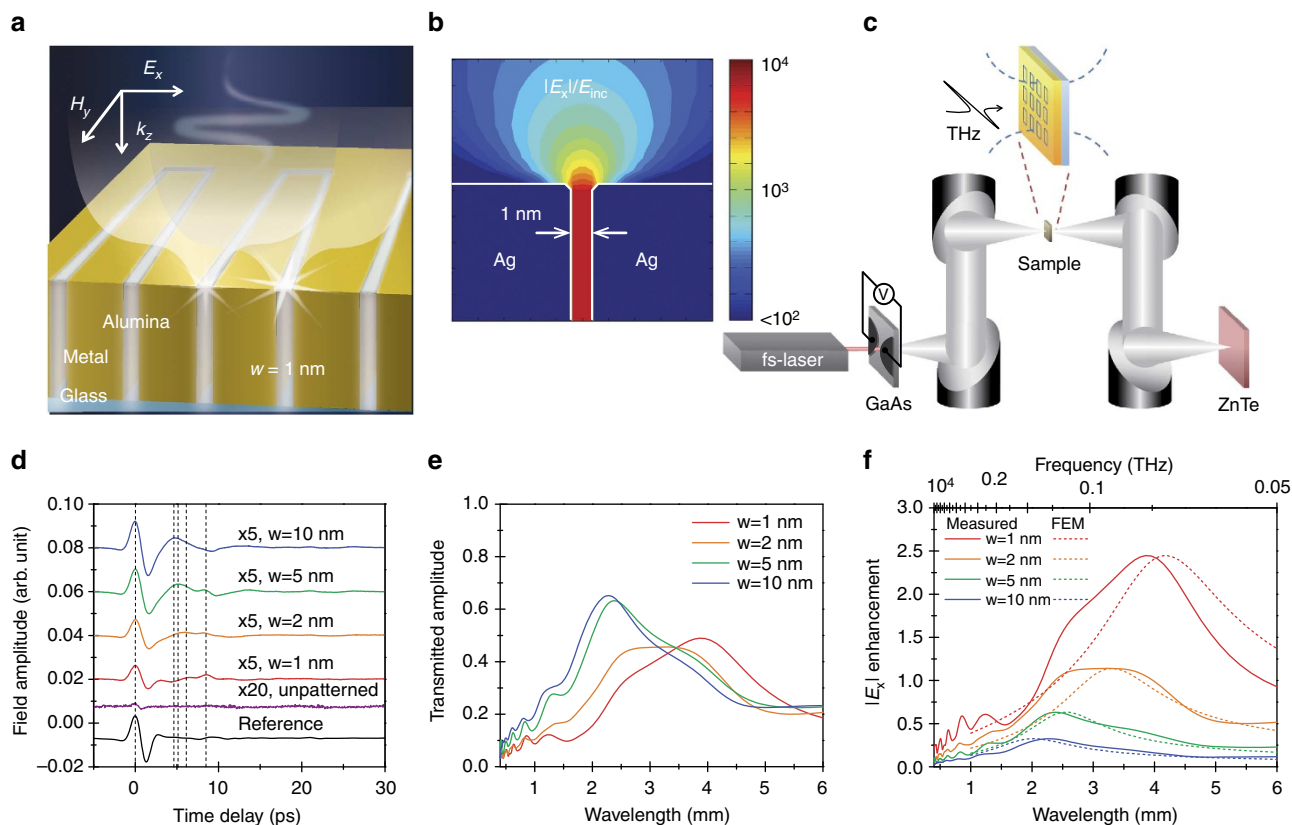 a
E_x
H_y
k_z
Alumina
Metal
w = 1 nm
Glass
b
|E_x|/E_inc
10^4
1 nm
10^3
Ag
Ag
<10^2
c
THz
Sample
V
fs-laser
GaAs
ZnTe
d
0.10
0.08
0.06
0.04
0.02
0.00
−0.02
Field amplitude (arb. unit)
x5, w=10 nm
x5, w=5 nm
x5, w=2 nm
x5, w=1 nm
x20, unpatterned
Reference
0
10
20
30
Time delay (ps)
e
1.0
0.8
0.6
0.4
0.2
0.0
Transmitted amplitude
w=1 nm
w=2 nm
w=5 nm
w=10 nm
1
2
3
4
5
6
Wavelength (mm)
f
Frequency (THz)
10^4
0.2
0.1
0.05
3.0
2.5
2.0
1.5
1.0
0.5
0.0
|E_x| enhancement
Measured
FEM
w=1 nm
w=2 nm
w=5 nm
w=10 nm
1
2
3
4
5
6
Wavelength (mm)